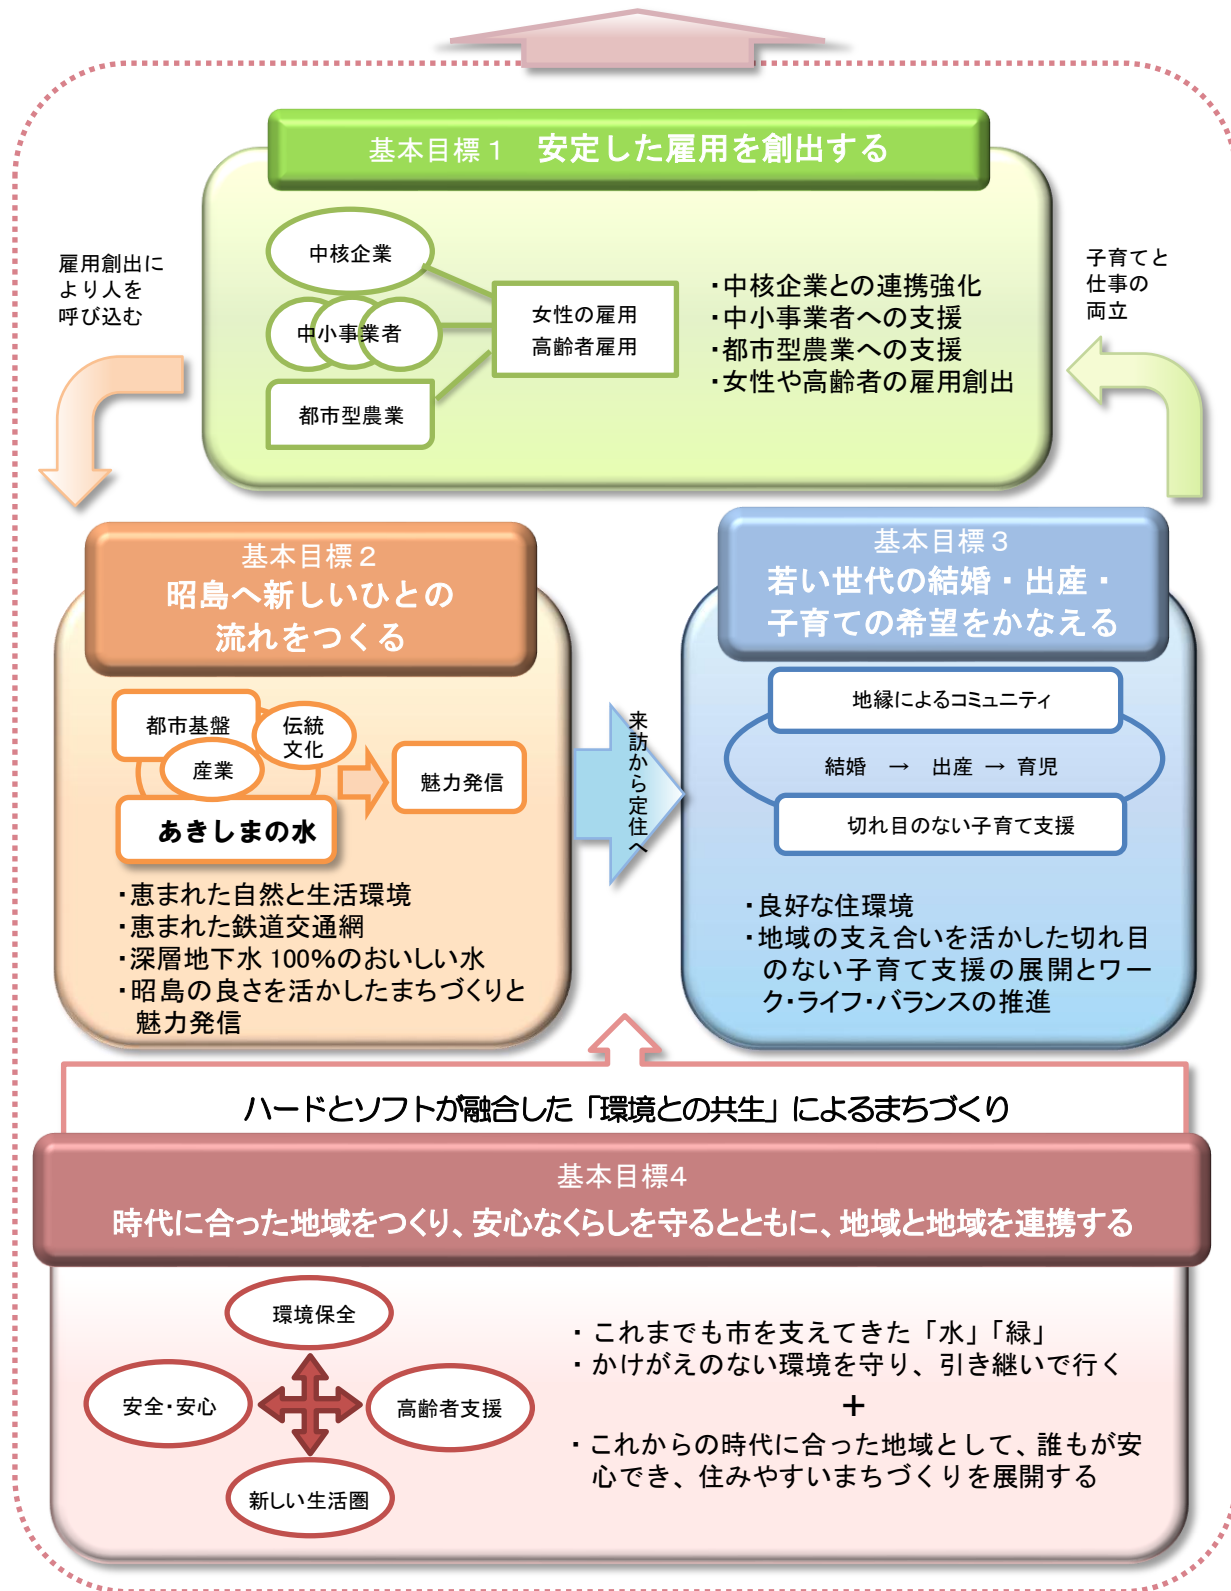 基本目標１　安定した雇用を創出する
雇用創出に
より人を
呼び込む
中核企業
中小事業者
都市型農業
女性の雇用
高齢者雇用
・中核企業との連携強化
・中小事業者への支援
・都市型農業への支援
・女性や高齢者の雇用創出
子育てと
仕事の
両立
基本目標２
昭島へ新しいひとの
流れをつくる
都市基盤
伝統
文化
産業
あきしまの水
魅力発信
・恵まれた自然と生活環境
・恵まれた鉄道交通網
・深層地下水 100%のおいしい水
・昭島の良さを活かしたまちづくりと
魅力発信
来訪から定住へ
基本目標３
若い世代の結婚・出産・
子育ての希望をかなえる
地縁によるコミュニティ
結婚　→　出産 → 育児
切れ目のない子育て支援
・良好な住環境
・地域の支え合いを活かした切れ目
のない子育て支援の展開とワー
ク・ライフ・バランスの推進
ハードとソフトが融合した「環境との共生」によるまちづくり
基本目標4
時代に合った地域をつくり、安心なくらしを守るとともに、地域と地域を連携する
環境保全
安全・安心
高齢者支援
新しい生活圏
・これまでも市を支えてきた「水」「緑」
・かけがえのない環境を守り、引き継いで行く
＋
・これからの時代に合った地域として、誰もが安
心でき、住みやすいまちづくりを展開する